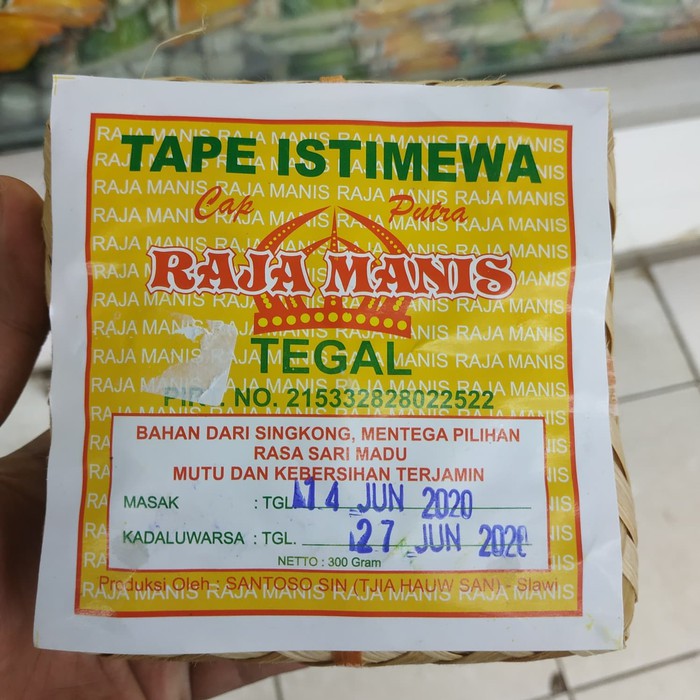 TAPE ISTIMEWA
Cap Putra
RAJA MANIS
TEGAL
NO. 215332828022522
BAHAN DARI SINGKONG, MENTEGA PILIHAN
RASA SARI MADU
MUTU DAN KEBERSIHAN TERJAMIN
MASAK : TGL. 14 JUN 2020
KADALUWARSA : TGL. 27 JUN 2020
NETTO : 300 Gram
Produksi Oleh : SANTOSO SIN (TJIA HAUW SAN) - Slawi